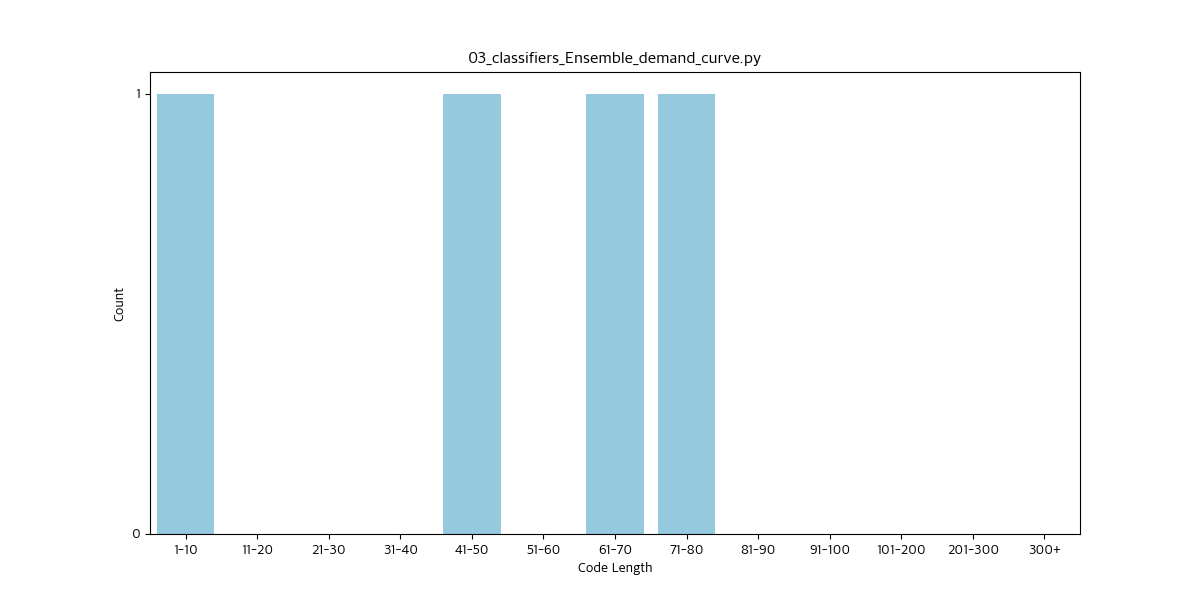 03_classifiers_Ensemble_demand_curve.py
1
Count
0
1-10 11-20 21-30 31-40 41-50 51-60 61-70 71-80 81-90 91-100 101-200 201-300 300+
Code Length